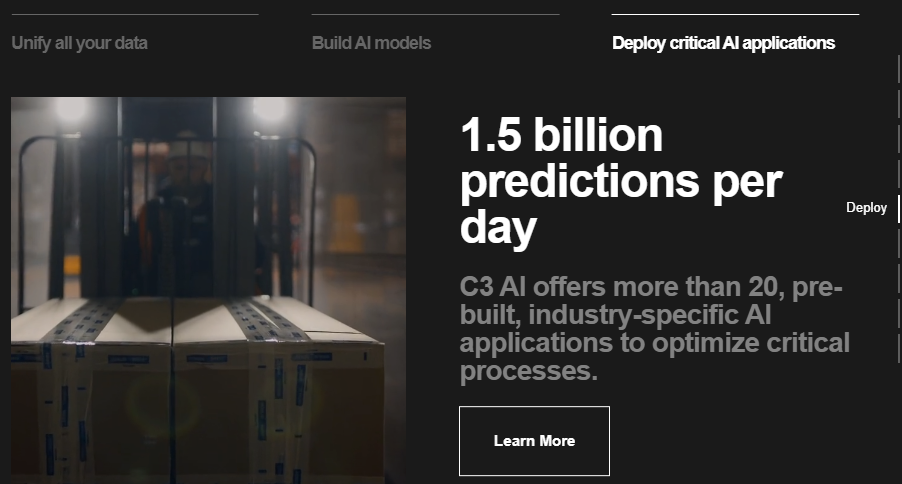 Unify all your data
Build AI models
Deploy critical AI applications
1.5 billion
predictions per
day
Deploy
C3 AI offers more than 20, pre-
built, industry-specific AI
applications to optimize critical
processes.
Learn More